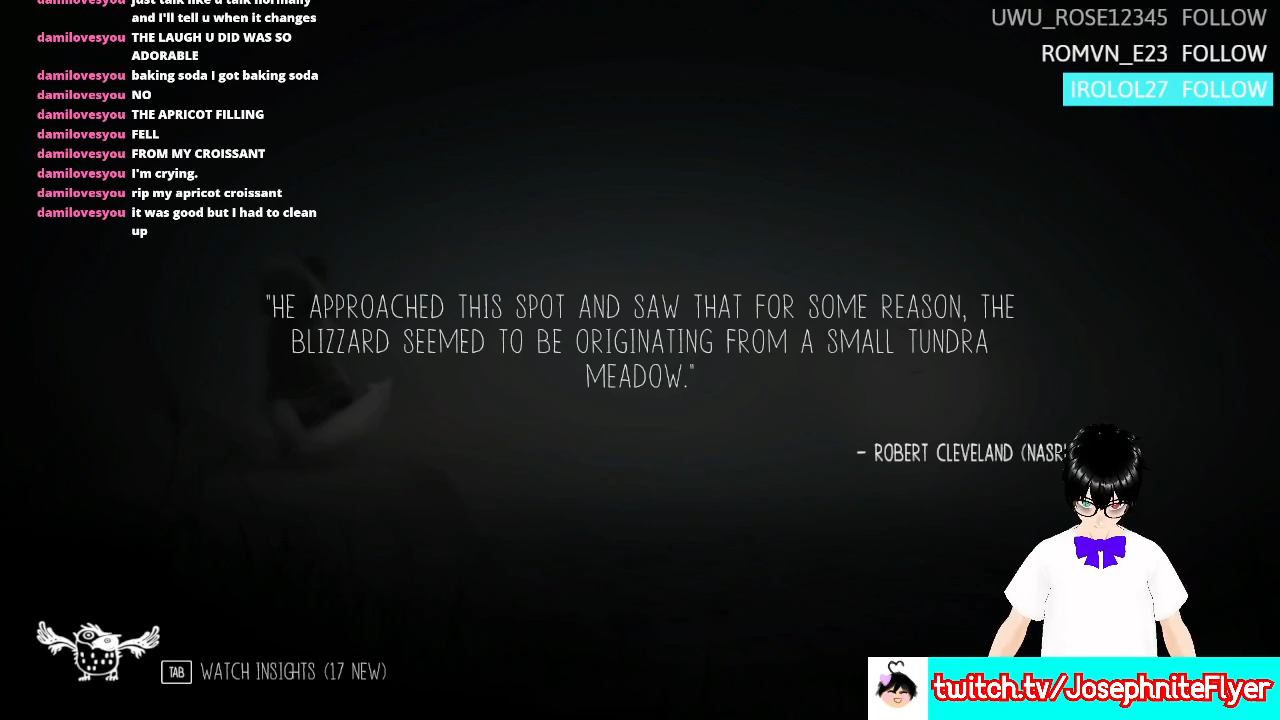 damilovesyou just talk like u talk normally
and I'll tell u when it changes
damilovesyou THE LAUGH U DID WAS SO
ADORABLE
damilovesyou baking soda I got baking soda
damilovesyou NO
damilovesyou THE APRICOT FILLING
damilovesyou FELL
damilovesyou FROM MY CROISSANT
damilovesyou I'm crying.
damilovesyou rip my apricot croissant
damilovesyou it was good but I had to clean
up
UWU_ROSE12345 FOLLOW
ROMVN_E23 FOLLOW
IROLOL27 FOLLOW
"HE APPROACHED THIS SPOT AND SAW THAT FOR SOME REASON, THE
BLIZZARD SEEMED TO BE ORIGINATING FROM A SMALL TUNDRA
MEADOW."
- ROBERT CLEVELAND
TAB WATCH INSIGHTS (17 NEW)
twitch.tv/JosephniteFlyer